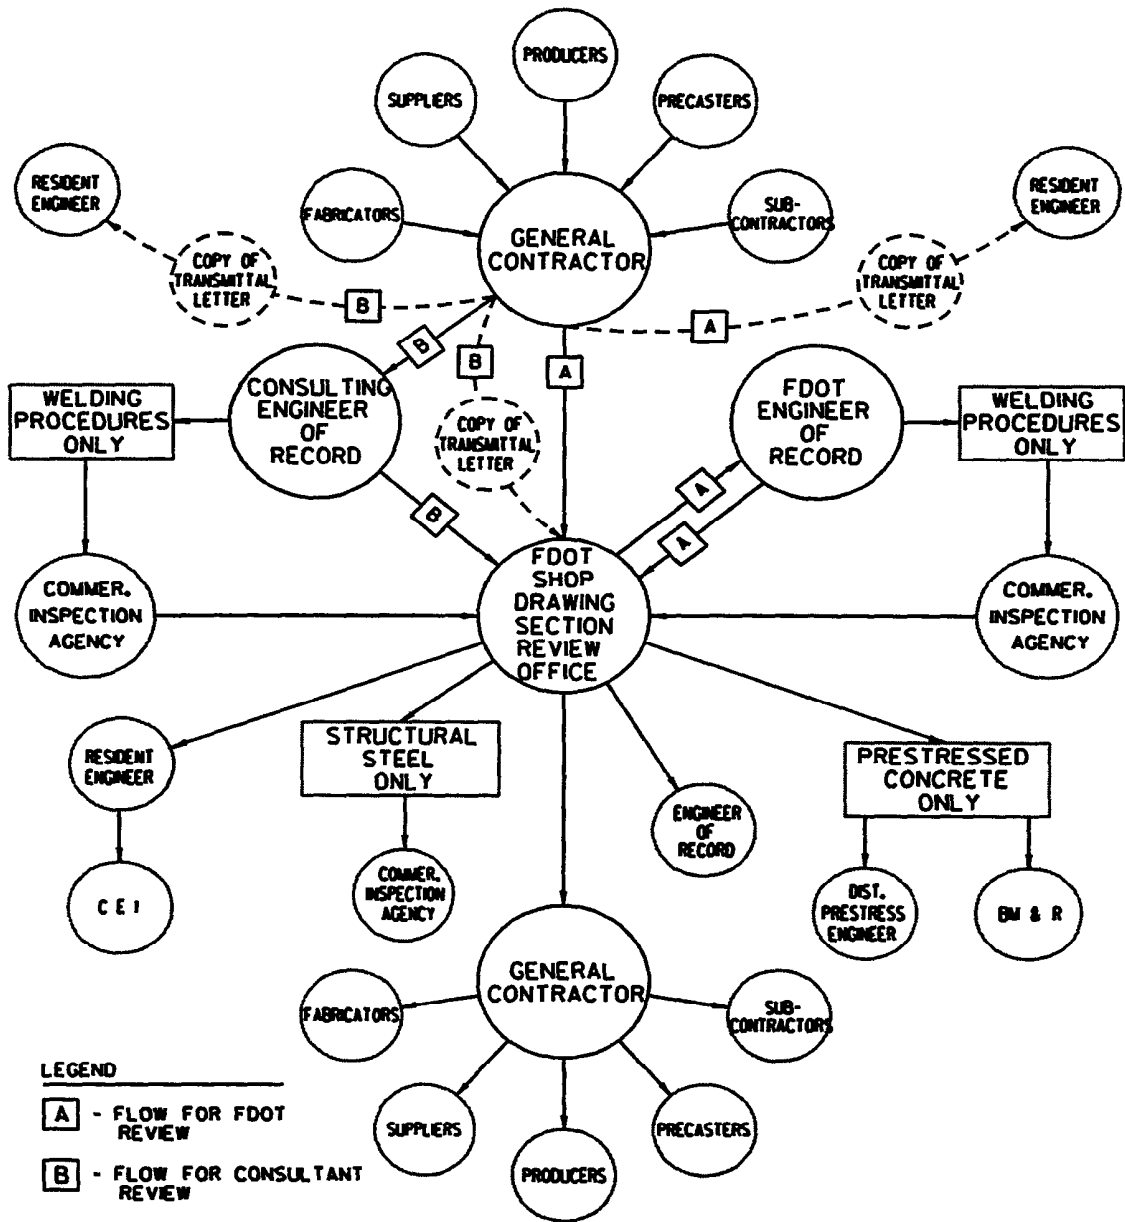 PRODUCERS
SUPPLIERS
PRECASTERS
RESIDENT
ENGINEER
FABRICATORS
GENERAL
CONTRACTOR
SUB-
CONTRACTORS
RESIDENT
ENGINEER
COPY OF
TRANSMITTAL
LETTER
B
A
COPY OF
TRANSMITTAL
LETTER
B
B
A
WELDING
PROCEDURES
ONLY
CONSULTING
ENGINEER
OF
RECORD
COPY OF
TRANSMITTAL
LETTER
FDOT
ENGINEER
OF
RECORD
WELDING
PROCEDURES
ONLY
B
A
A
COMMER.
INSPECTION
AGENCY
FDOT
SHOP
DRAWING
SECTION
REVIEW
OFFICE
COMMER.
INSPECTION
AGENCY
RESIDENT
ENGINEER
STRUCTURAL
STEEL
ONLY
ENGINEER
OF
RECORD
PRESTRESSED
CONCRETE
ONLY
C E I
COMMER.
INSPECTION
AGENCY
DIST.
PRESTRESS
ENGINEER
BM & R
GENERAL
CONTRACTOR
FABRICATORS
SUB-
CONTRACTORS
SUPPLIERS
PRODUCERS
PRECASTERS
LEGEND
A - FLOW FOR FDOT
REVIEW
B - FLOW FOR CONSULTANT
REVIEW